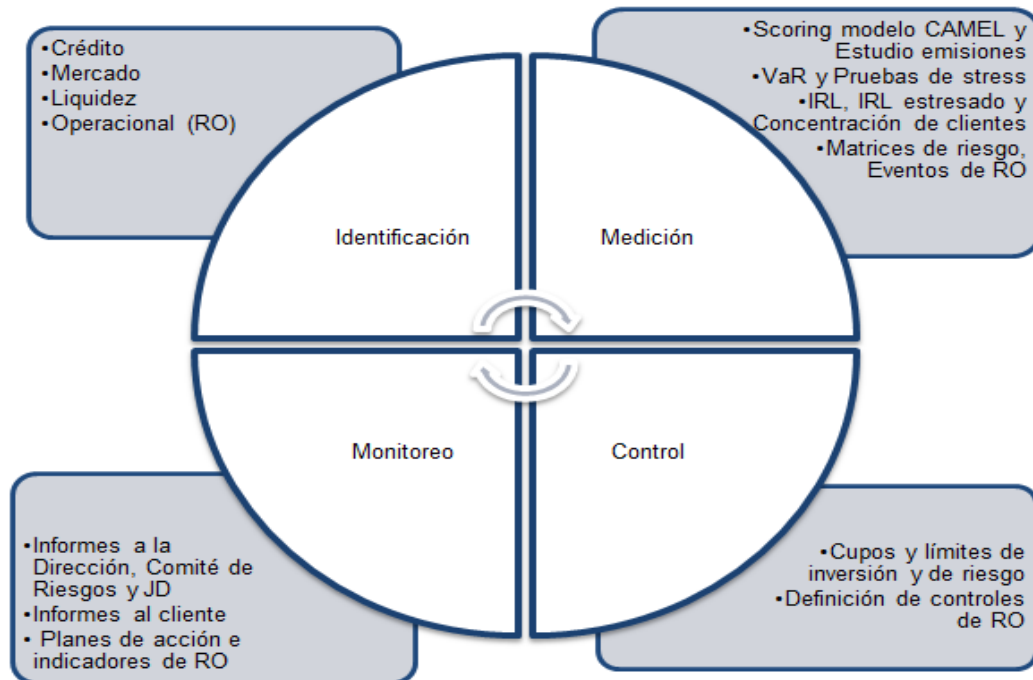 •Crédito
•Mercado
•Liquidez
•Operacional (RO)
•Scoring modelo CAMEL y
Estudio emisiones
•VaR y Pruebas de stress
•IRL, IRL estresado y
Concentración de clientes
•Matrices de riesgo,
Eventos de RO
Identificación
Medición
Monitoreo
Control
•Informes a la
Dirección, Comité de
Riesgos y JD
•Informes al cliente
• Planes de acción e
indicadores de RO
•Cupos y límites de
inversión y de riesgo
•Definición de controles
de RO